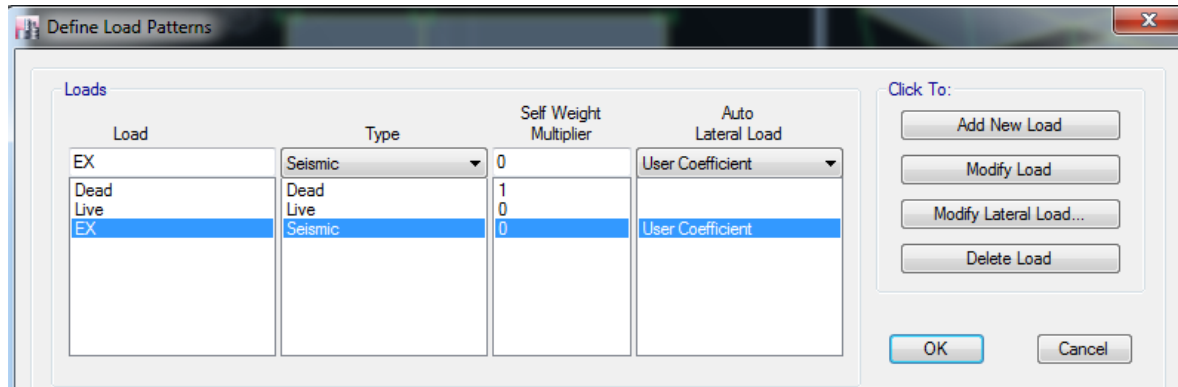 Define Load Patterns
Loads
Click To:
Load
Type
Self Weight
Multiplier
Auto
Lateral Load
EX
Seismic
0
User Coefficient
Dead
Dead
1
Live
Live
0
EX
Seismic
0
User Coefficient
Add New Load
Modify Load
Modify Lateral Load...
Delete Load
OK
Cancel